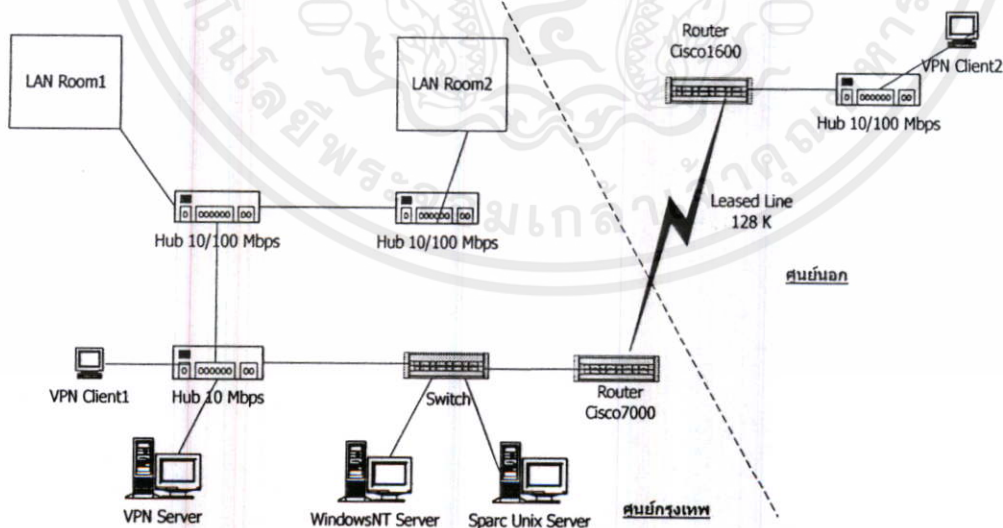 Router
Cisco1600
VPN Client2
Hub 10/100 Mbps
LAN Room1
LAN Room2
Hub 10/100 Mbps
Hub 10/100 Mbps
Leased Line
128 K
ศูนย์นอก
VPN Client1
Hub 10 Mbps
Switch
Router
Cisco7000
VPN Server
WindowsNT Server
Sparc Unix Server
ศูนย์กรุงเทพ